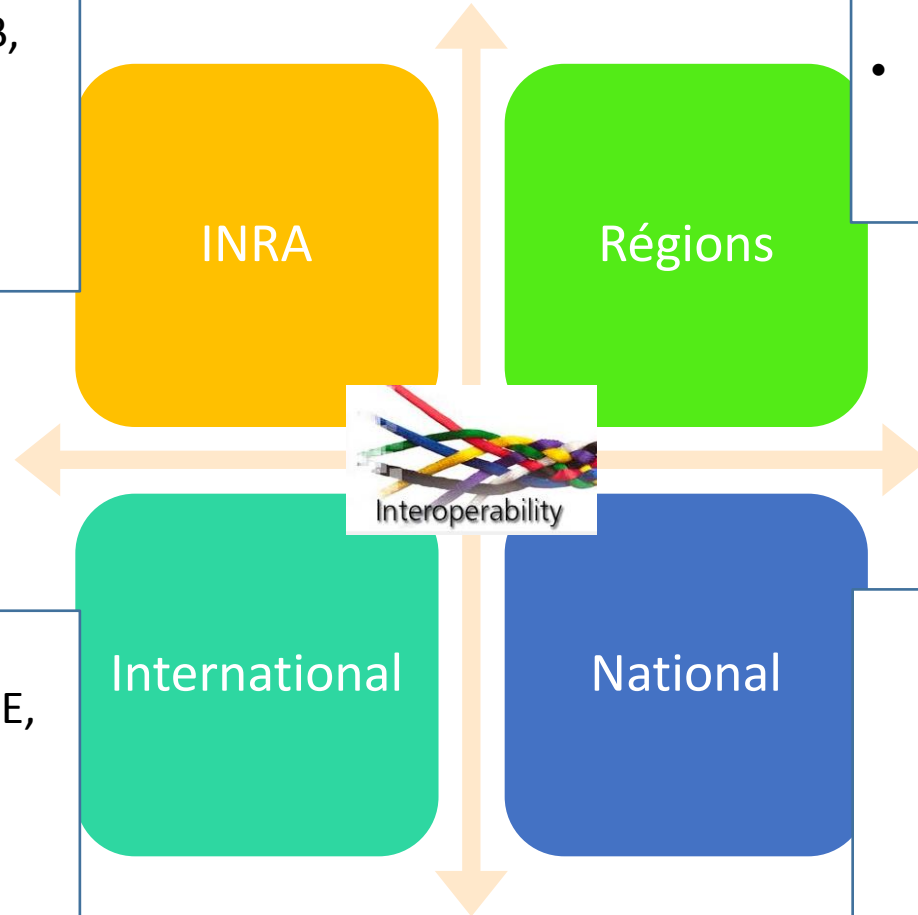 B,
•
INRA
Régions
Interoperability
International
National
E,